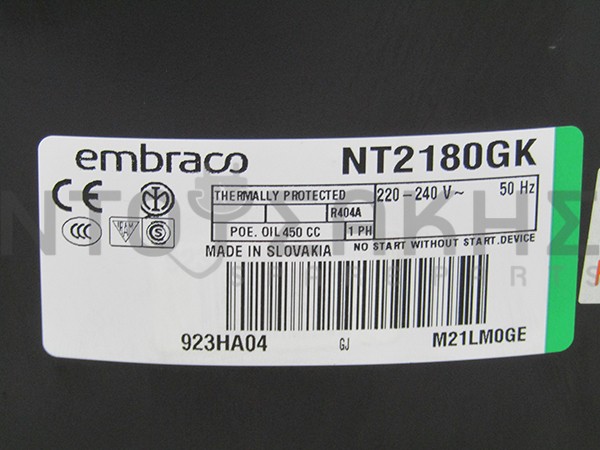 embraco NT2180GK
CE
THERMALLY PROTECTED 220-240 V~ 50 Hz
R404A
POE. OIL 450 CC 1 PH
MADE IN SLOVAKIA NO START WITHOUT START.DEVICE
ΝΤΟΥΣΑΚΗΣ
923HA04 GJ M21LM0GE